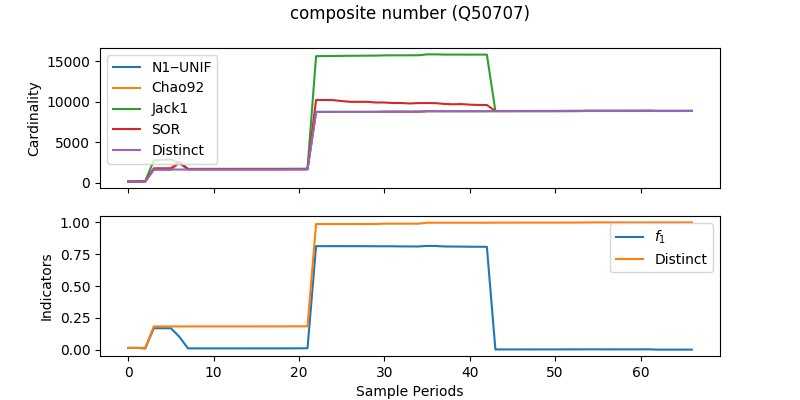 composite number (Q50707)
15000
10000
5000
0
Cardinality
N1−UNIF
Chao92
Jack1
SOR
Distinct
1.00
0.75
0.50
0.25
0.00
Indicators
f1
Distinct
0 10 20 30 40 50 60
Sample Periods